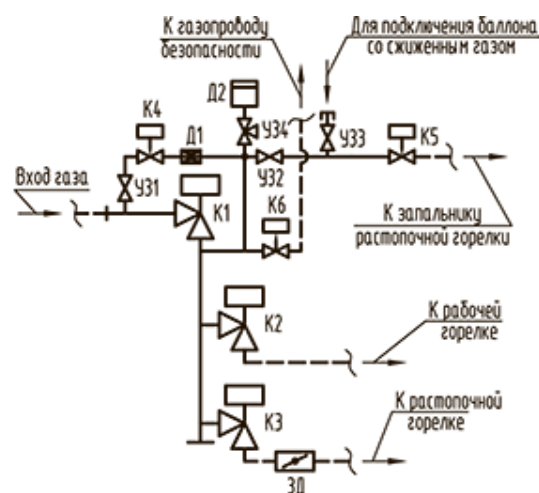 К газопроводу
безопасности
Для подключения баллона
со сжиженным газом
Д2
К4
Д1
УЗ4
УЗ3
К5
Вход газа
УЗ1
К1
УЗ2
К6
К запальнику
растопочной горелки
К2
К рабочей
горелке
К3
К растопочной
горелке
ЗД